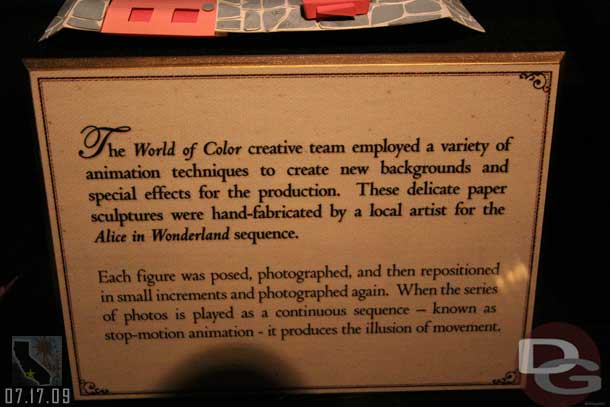 The World of Color creative team employed a variety of
animation techniques to create new backgrounds and
special effects for the production. These delicate paper
sculptures were hand-fabricated by a local artist for the
Alice in Wonderland sequence.
Each figure was posed, photographed, and then repositioned
in small increments and photographed again. When the series
of photos is played as a continuous sequence – known as
stop-motion animation - it produces the illusion of movement.
07.17.09
DG